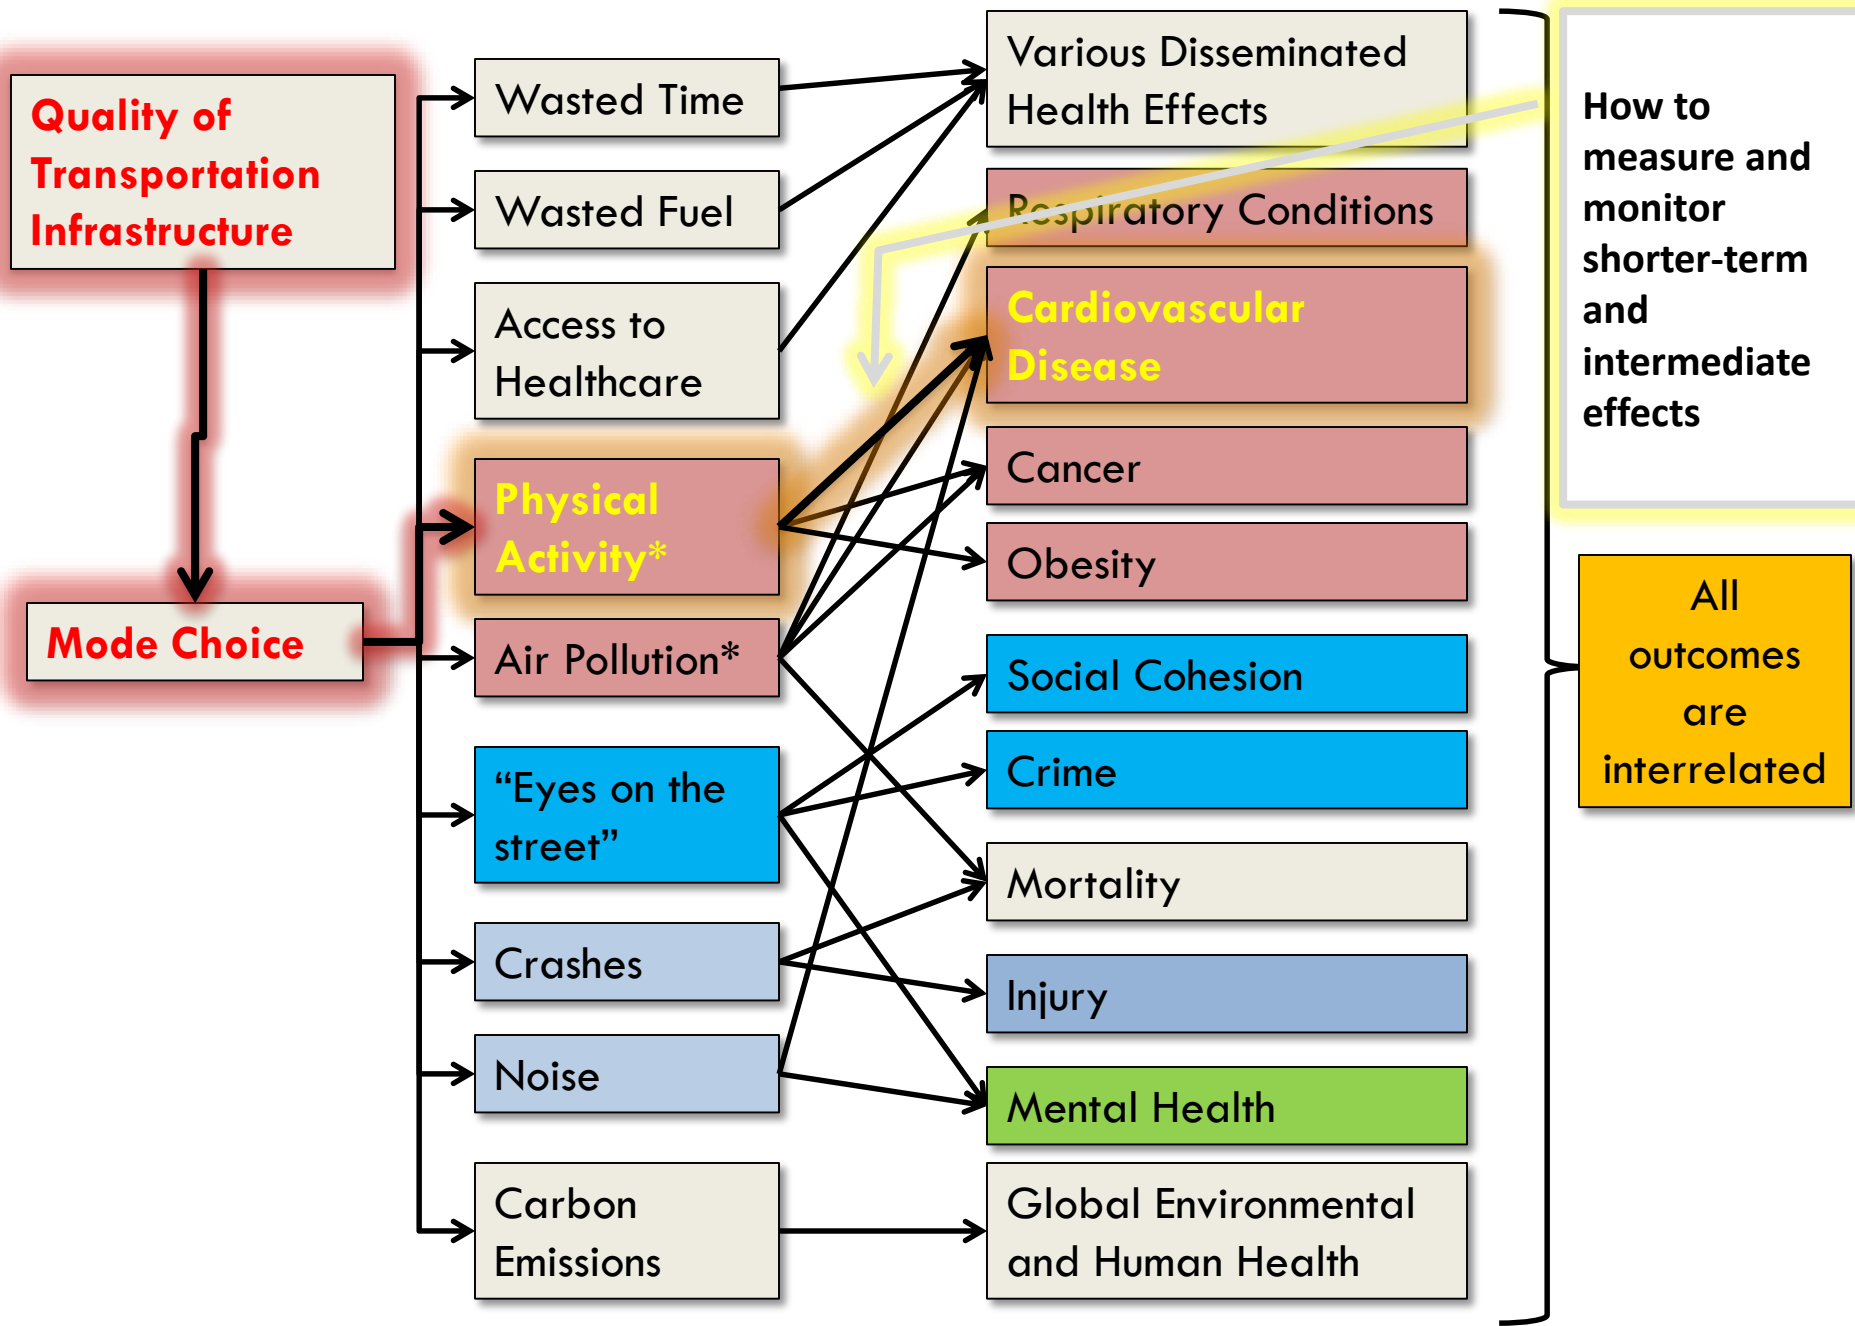 Quality of
Transportation
Infrastructure
Mode Choice
Wasted Time
Wasted Fuel
Access to
Healthcare
Physical
Activity*
Air Pollution*
“Eyes on the
street”
Crashes
Noise
Carbon
Emissions
Various Disseminated
Health Effects
Respiratory Conditions
Cardiovascular
Disease
Cancer
Obesity
Social Cohesion
Crime
Mortality
Injury
Mental Health
Global Environmental
and Human Health
How to
measure and
monitor
shorter-term
and
intermediate
effects
All
outcomes
are
interrelated